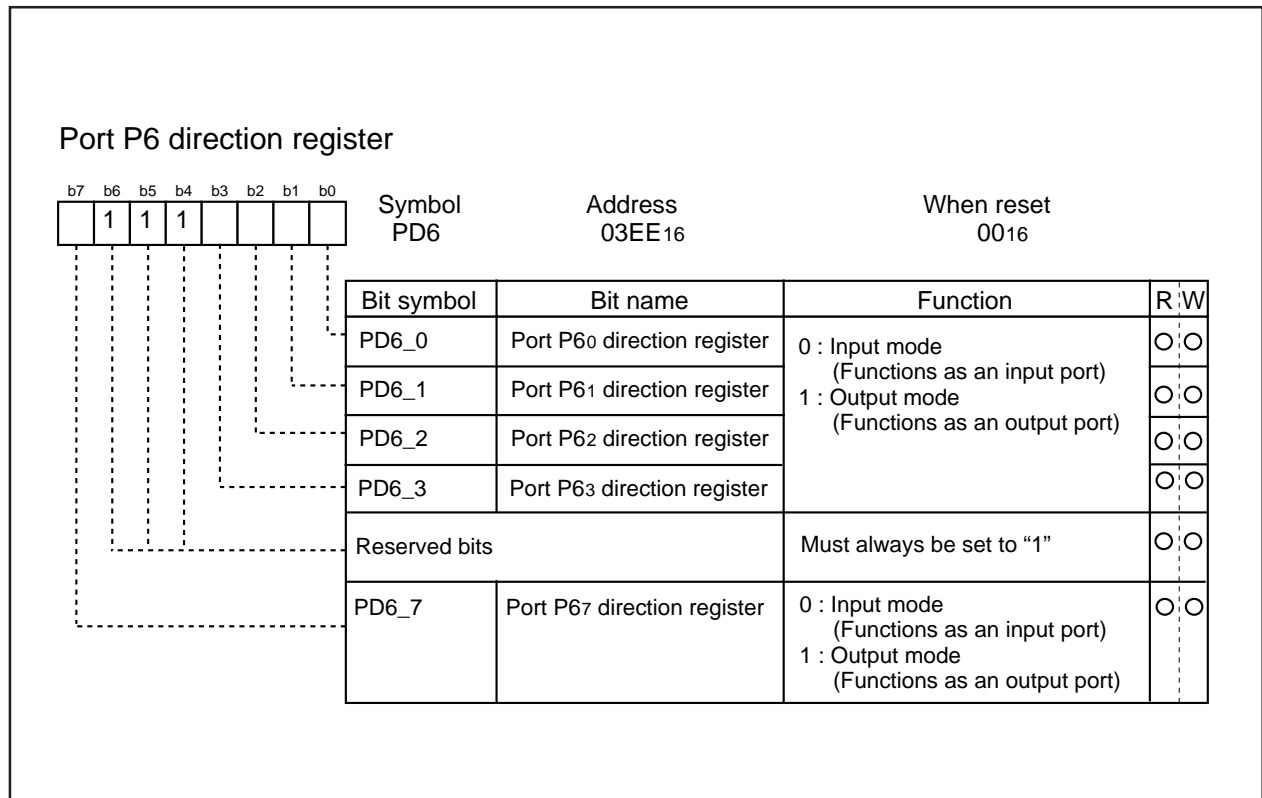 Port P6 direction register
b7 b6 b5 b4 b3 b2 b1 b0
1 1 1
Symbol Address When reset
PD6 03EE16 0016
Bit symbol Bit name Function R W
PD6_0 Port P60 direction register
0 : Input mode
(Functions as an input port)
1 : Output mode
(Functions as an output port)
PD6_1 Port P61 direction register
PD6_2 Port P62 direction register
PD6_3 Port P63 direction register
Reserved bits Must always be set to “1”
PD6_7 Port P67 direction register
0 : Input mode
(Functions as an input port)
1 : Output mode
(Functions as an output port)